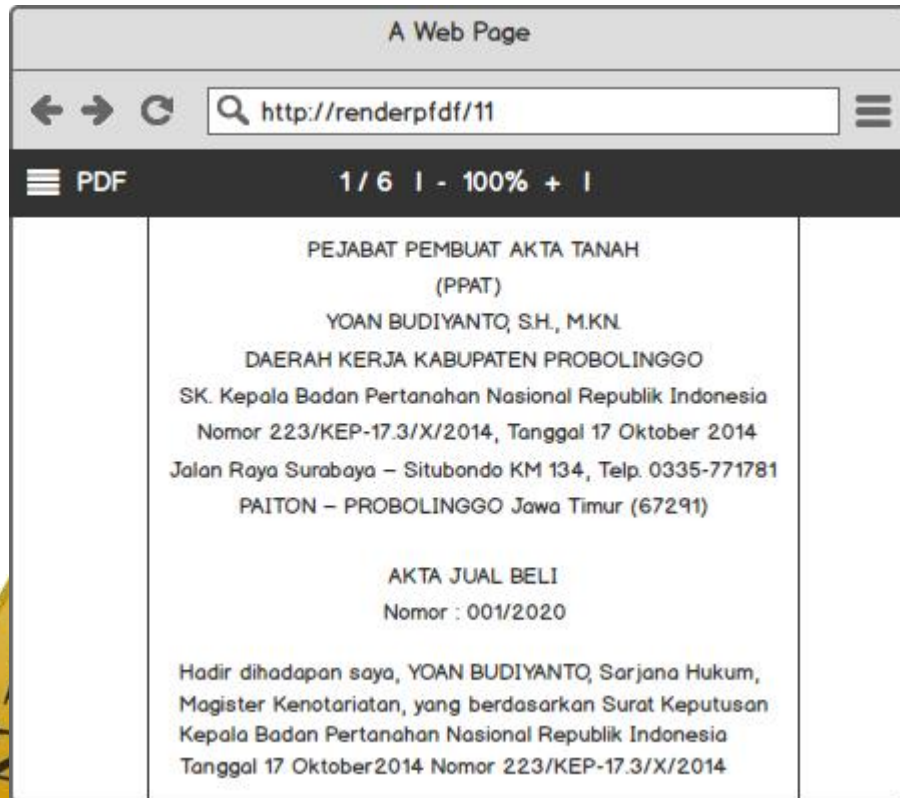 A Web Page
http://renderpfdf/11
PDF 1 / 6 | - 100% + |
PEJABAT PEMBUAT AKTA TANAH
(PPAT)
YOAN BUDIYANTO, S.H., M.KN.
DAERAH KERJA KABUPATEN PROBOLINGGO
SK. Kepala Badan Pertanahan Nasional Republik Indonesia
Nomor 223/KEP-17.3/X/2014, Tanggal 17 Oktober 2014
Jalan Raya Surabaya – Situbondo KM 134, Telp. 0335-771781
PAITON – PROBOLINGGO Jawa Timur (67291)
AKTA JUAL BELI
Nomor : 001/2020
Hadir dihadapan saya, YOAN BUDIYANTO, Sarjana Hukum,
Magister Kenotariatan, yang berdasarkan Surat Keputusan
Kepala Badan Pertanahan Nasional Republik Indonesia
Tanggal 17 Oktober2014 Nomor 223/KEP-17.3/X/2014